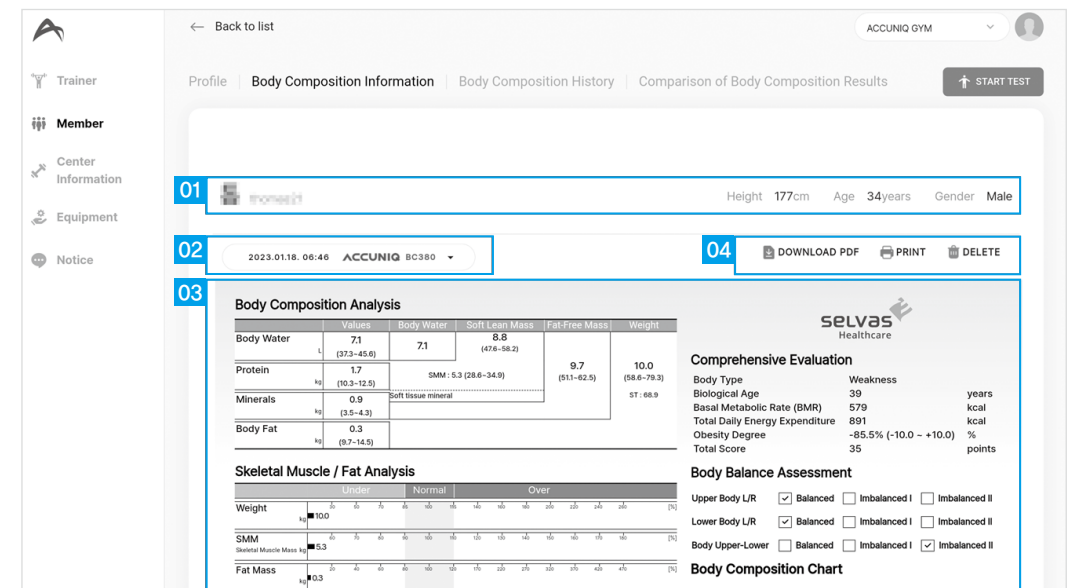 Back to list
ACCUNIQ GYM
Trainer
Member
Center
Information
Equipment
Notice
Profile Body Composition Information Body Composition History Comparison of Body Composition Results START TEST
01 Height 177cm Age 34years Gender Male
02 2023.01.18. 06:46 ACCUNIQ BC380
04 DOWNLOAD PDF PRINT DELETE
03
Body Composition Analysis
Values Body Water Soft Lean Mass Fat-Free Mass Weight
Body Water L 7.1 (37.3~45.6) 7.1 8.8 (47.6~58.2) 9.7 (51.1~62.5) 10.0 (58.6~79.3)
Protein kg 1.7 (10.3~12.5) SMM : 5.3 (28.6~34.9)
Minerals kg 0.9 (3.5~4.3) Soft tissue mineral ST : 68.9
Body Fat kg 0.3 (9.7~14.5)
selvas
Healthcare
Comprehensive Evaluation
Body Type Weakness
Biological Age 39 years
Basal Metabolic Rate (BMR) 579 kcal
Total Daily Energy Expenditure 891 kcal
Obesity Degree -85.5% (-10.0 ~ +10.0) %
Total Score 35 points
Skeletal Muscle / Fat Analysis
Under Normal Over
Weight kg 10.0
SMM
Skeletal Muscle Mass kg 5.3
Fat Mass kg 0.3
Body Balance Assessment
Upper Body L/R Balanced Imbalanced I Imbalanced II
Lower Body L/R Balanced Imbalanced I Imbalanced II
Body Upper-Lower Balanced Imbalanced I Imbalanced II
Body Composition Chart